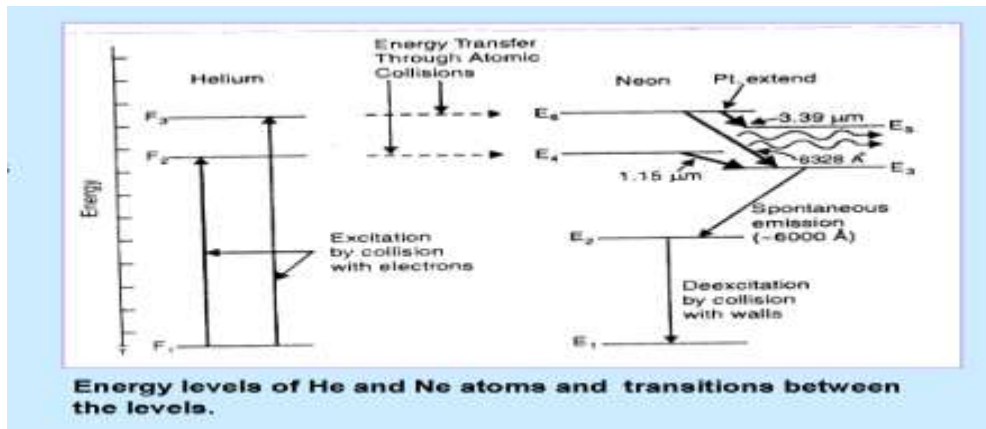 Energy Transfer
Through Atomic
Collisions
Helium
Neon
Pt. extend
F₃
E₆
3.39 µm
E₅
F₂
E₄
6328 Å
E₃
1.15 µm
Energy
Spontaneous
emission
(~6000 Å)
E₂
Excitation
by collision
with electrons
Deexcitation
by collision
with walls
F₁
E₁
Energy levels of He and Ne atoms and transitions between
the levels.